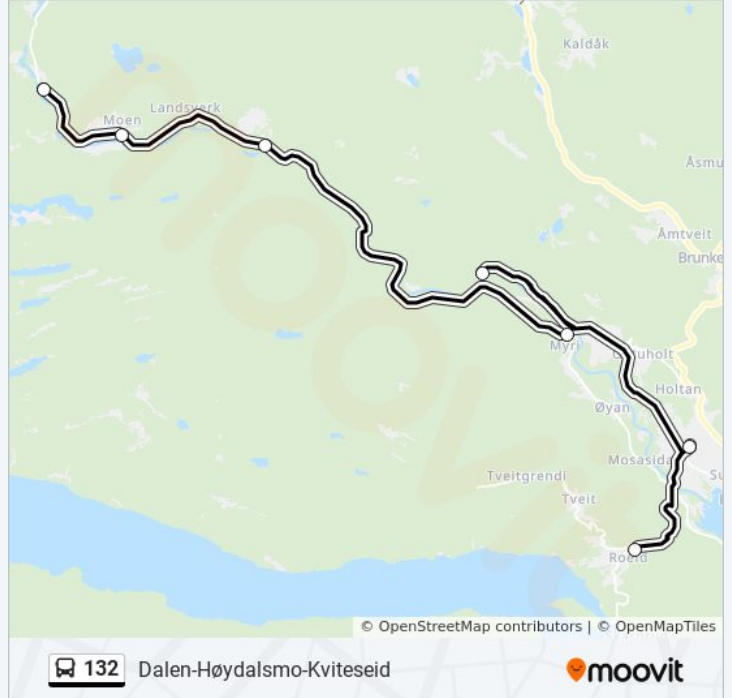 Kaldåk
Landsverk
Moen
Åsmu
Åmtveit
Brunke
Myri
Holtan
Øyan
Mosasida
Tveitgrendi
Su
Tveit
Roeid
© OpenStreetMap contributors | © OpenMapTiles
132 Dalen-Høydalsmo-Kviteseid
moovit